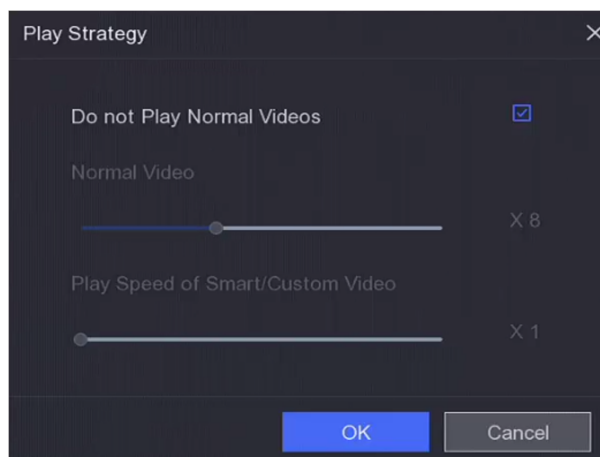 Play Strategy
Do not Play Normal Videos
Normal Video
X 8
Play Speed of Smart/Custom Video
X 1
OK Cancel